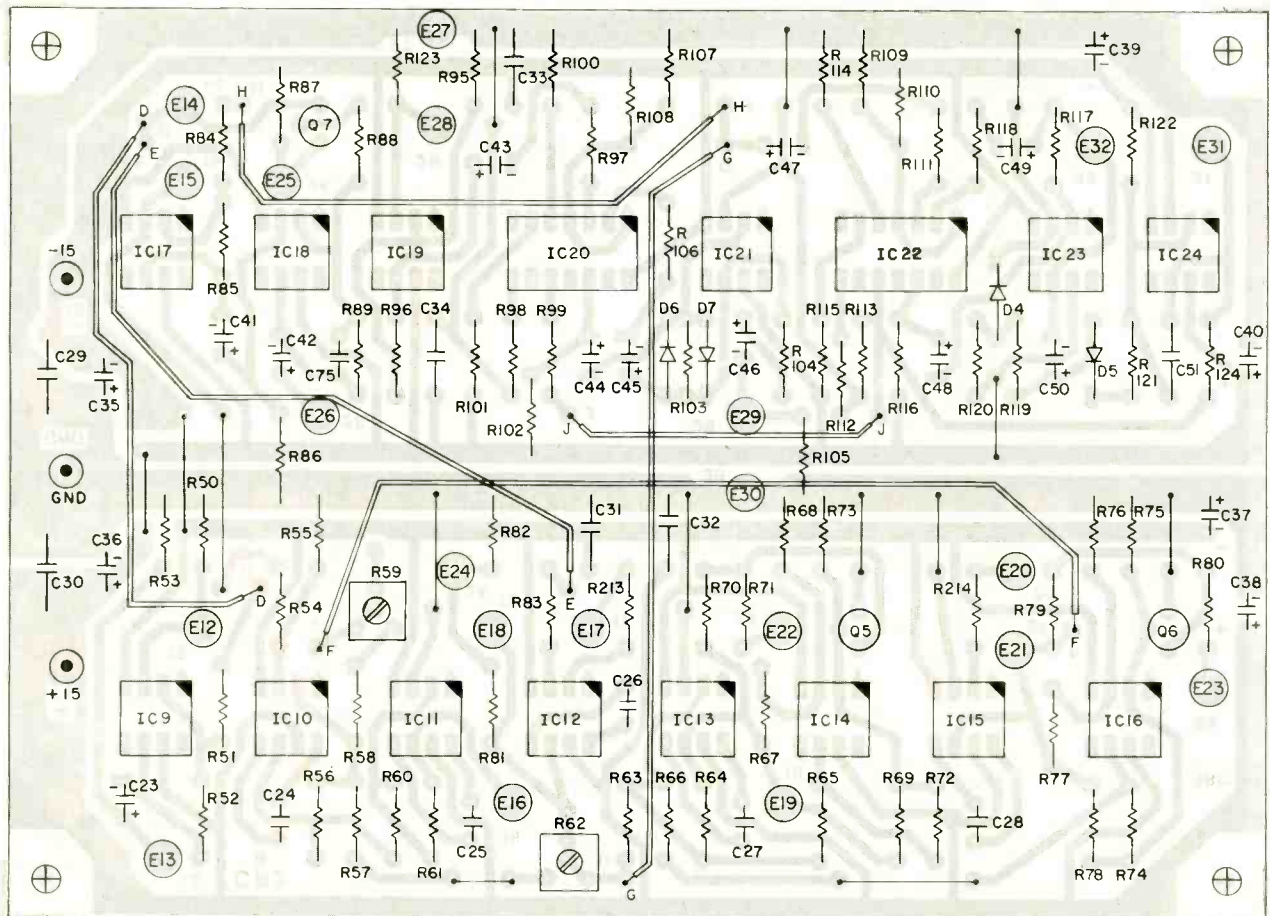 E27
R123
R95
C33
R100
R107
R114
R109
C39
+
-
D
E14
H
R87
Q7
R88
E28
C43
+
-
R97
R108
H
G
C47
+
-
R110
R111
R118
C49
-
+
R117
E32
R122
E31
R84
E
E15
E25
IC17
R85
IC18
IC19
IC20
R106
IC21
IC22
IC23
IC24
-15
C41
-
+
C42
-
+
C75
R89
R96
C34
R98
R99
C44
+
-
C45
+
-
D6
D7
R103
C46
+
-
R104
R115
R113
C48
+
-
D4
C50
-
+
D5
R121
C51
R124
C40
-
+
C29
C35
-
+
R101
R102
E29
R112
R116
R120
R119
E26
J
J
R86
R105
GND
R50
E30
R55
R82
C31
C32
R68
R73
R76
R75
C37
+
-
C36
-
+
C30
R53
R59
E24
R213
R70
R71
R214
E20
R80
C38
-
+
D
E12
R54
F
E18
R83
E
E17
E22
Q5
E21
R79
F
Q6
+15
E23
C26
IC9
R51
IC10
R58
IC11
R81
IC12
IC13
R67
IC14
IC15
R77
IC16
C23
-
+
R52
C24
R56
R60
E16
R63
R66
R64
E19
R65
R69
R72
C28
E13
R57
R61
C25
R62
C27
R78
R74
G